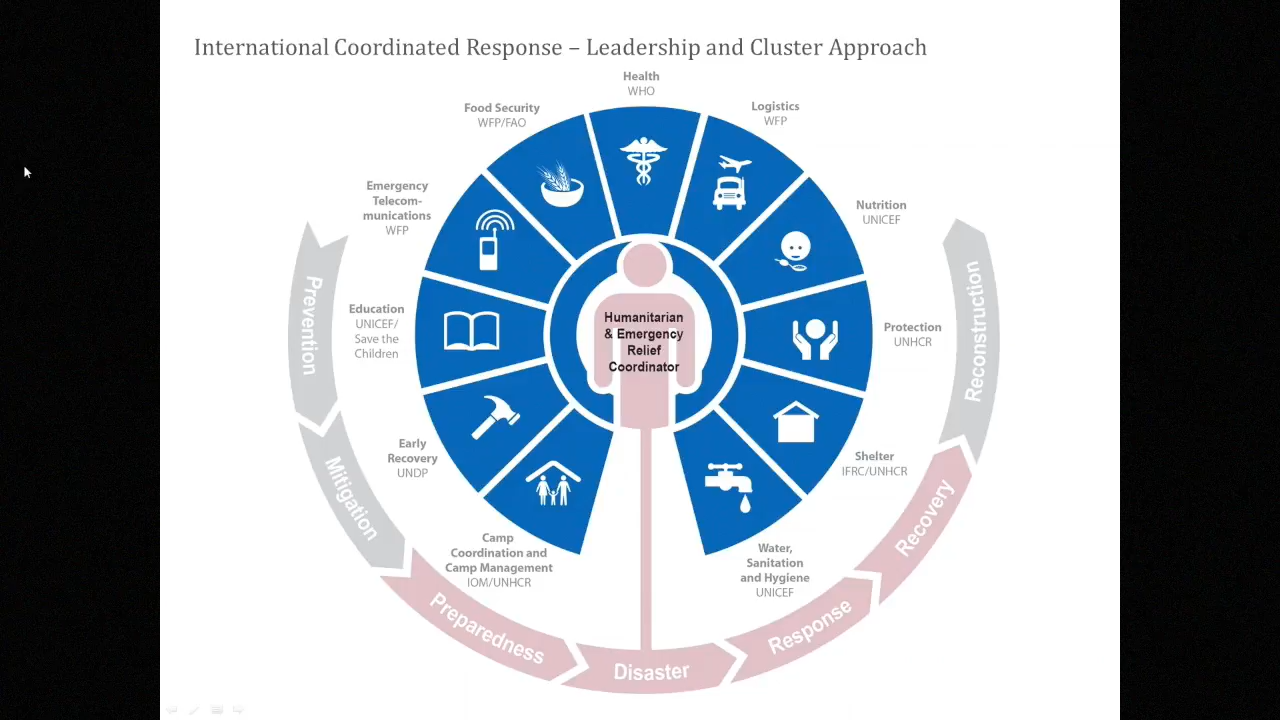 International Coordinated Response – Leadership and Cluster Approach
Health
WHO
Logistics
WFP
Nutrition
UNICEF
Protection
UNHCR
Shelter
IFRC/UNHCR
Water,
Sanitation
and Hygiene
UNICEF
Camp
Coordination and
Camp Management
IOM/UNHCR
Early
Recovery
UNDP
Education
UNICEF/
Save the
Children
Emergency
Telecom-
munications
WFP
Food Security
WFP/FAO
Humanitarian
& Emergency
Relief
Coordinator
Prevention
Mitigation
Preparedness
Disaster
Response
Recovery
Reconstruction